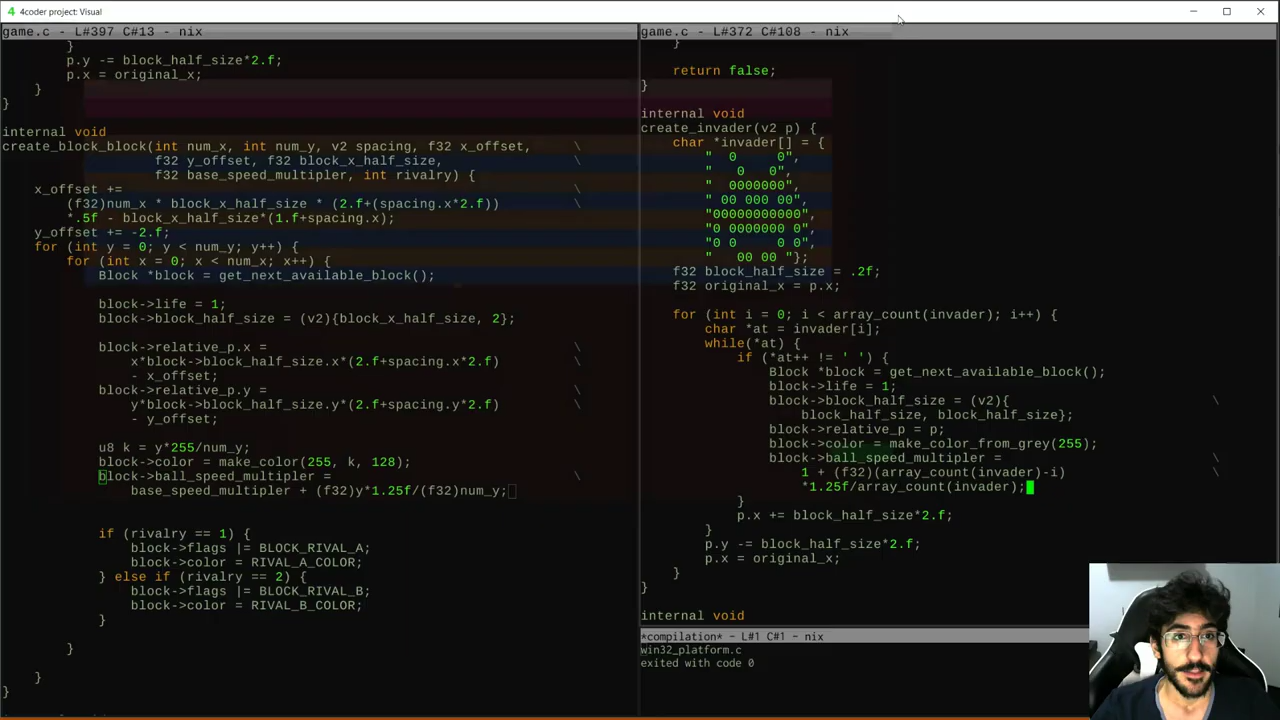 4coder project: Visual
game.c - L#397 C#13 - nix
}
p.y -= block_half_size*2.f;
p.x = original_x;
}
}
internal void
create_block_block(int num_x, int num_y, v2 spacing, f32 x_offset, \
f32 y_offset, f32 block_x_half_size, \
f32 base_speed_multipler, int rivalry) {
x_offset += \
(f32)num_x * block_x_half_size * (2.f+(spacing.x*2.f)) \
*.5f - block_x_half_size*(1.f+spacing.x);
y_offset += -2.f;
for (int y = 0; y < num_y; y++) {
for (int x = 0; x < num_x; x++) {
Block *block = get_next_available_block();
block->life = 1;
block->block_half_size = (v2){block_x_half_size, 2};
block->relative_p.x = \
x*block->block_half_size.x*(2.f+spacing.x*2.f) \
- x_offset;
block->relative_p.y = \
y*block->block_half_size.y*(2.f+spacing.y*2.f) \
- y_offset;
u8 k = y*255/num_y;
block->color = make_color(255, k, 128);
block->ball_speed_multipler = \
base_speed_multipler + (f32)y*1.25f/(f32)num_y;
if (rivalry == 1) {
block->flags |= BLOCK_RIVAL_A;
block->color = RIVAL_A_COLOR;
} else if (rivalry == 2) {
block->flags |= BLOCK_RIVAL_B;
block->color = RIVAL_B_COLOR;
}
}
}
}
game.c - L#372 C#108 - nix
}
return false;
}
internal void
create_invader(v2 p) {
char *invader[] = {
"  0     0",
"   0   0",
"  0000000",
" 00 000 00",
"00000000000",
"0 0000000 0",
"0 0     0 0",
"   00 00 "};
f32 block_half_size = .2f;
f32 original_x = p.x;
for (int i = 0; i < array_count(invader); i++) {
char *at = invader[i];
while(*at) {
if (*at++ != ' ') {
Block *block = get_next_available_block();
block->life = 1;
block->block_half_size = (v2){ \
block_half_size, block_half_size};
block->relative_p = p;
block->color = make_color_from_grey(255);
block->ball_speed_multipler = \
1 + (f32)(array_count(invader)-i) \
*1.25f/array_count(invader);
}
p.x += block_half_size*2.f;
}
p.y -= block_half_size*2.f;
p.x = original_x;
}
}
internal void
*compilation* - L#1 C#1 - nix
win32_platform.c
exited with code 0